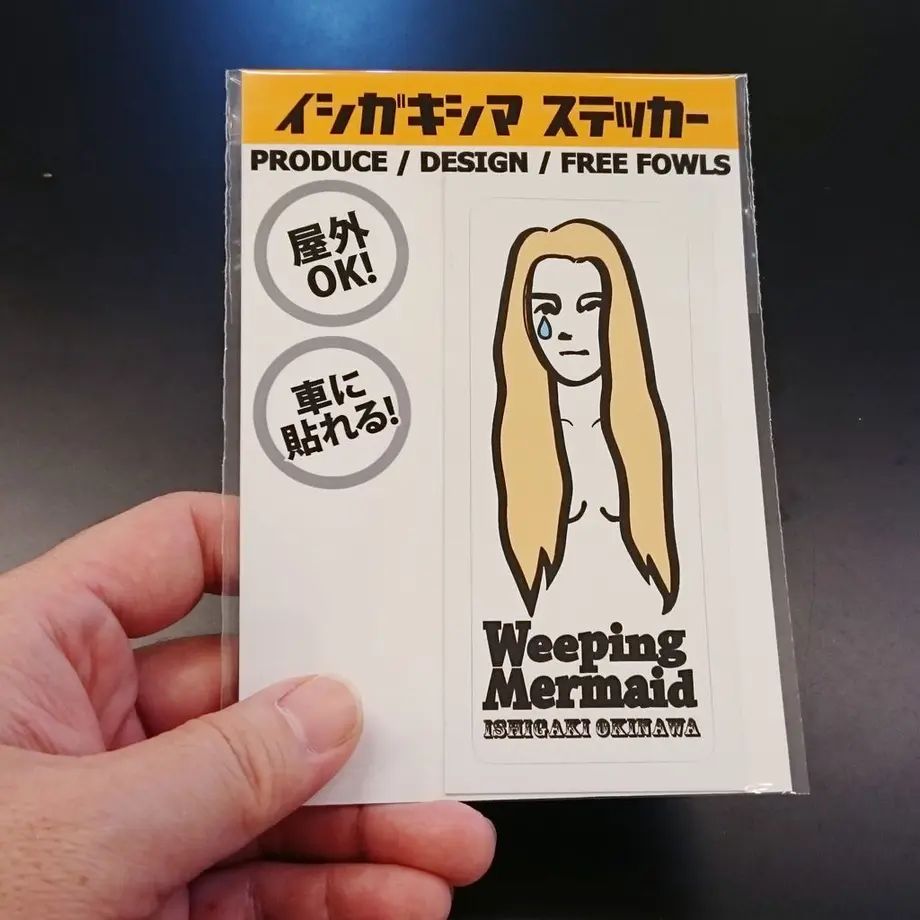 イシガキシマ ステッカー
PRODUCE / DESIGN / FREE FOWLS
屋外
OK!
車に
貼れる!
Weeping
Mermaid
ISHIGAKI OKINAWA